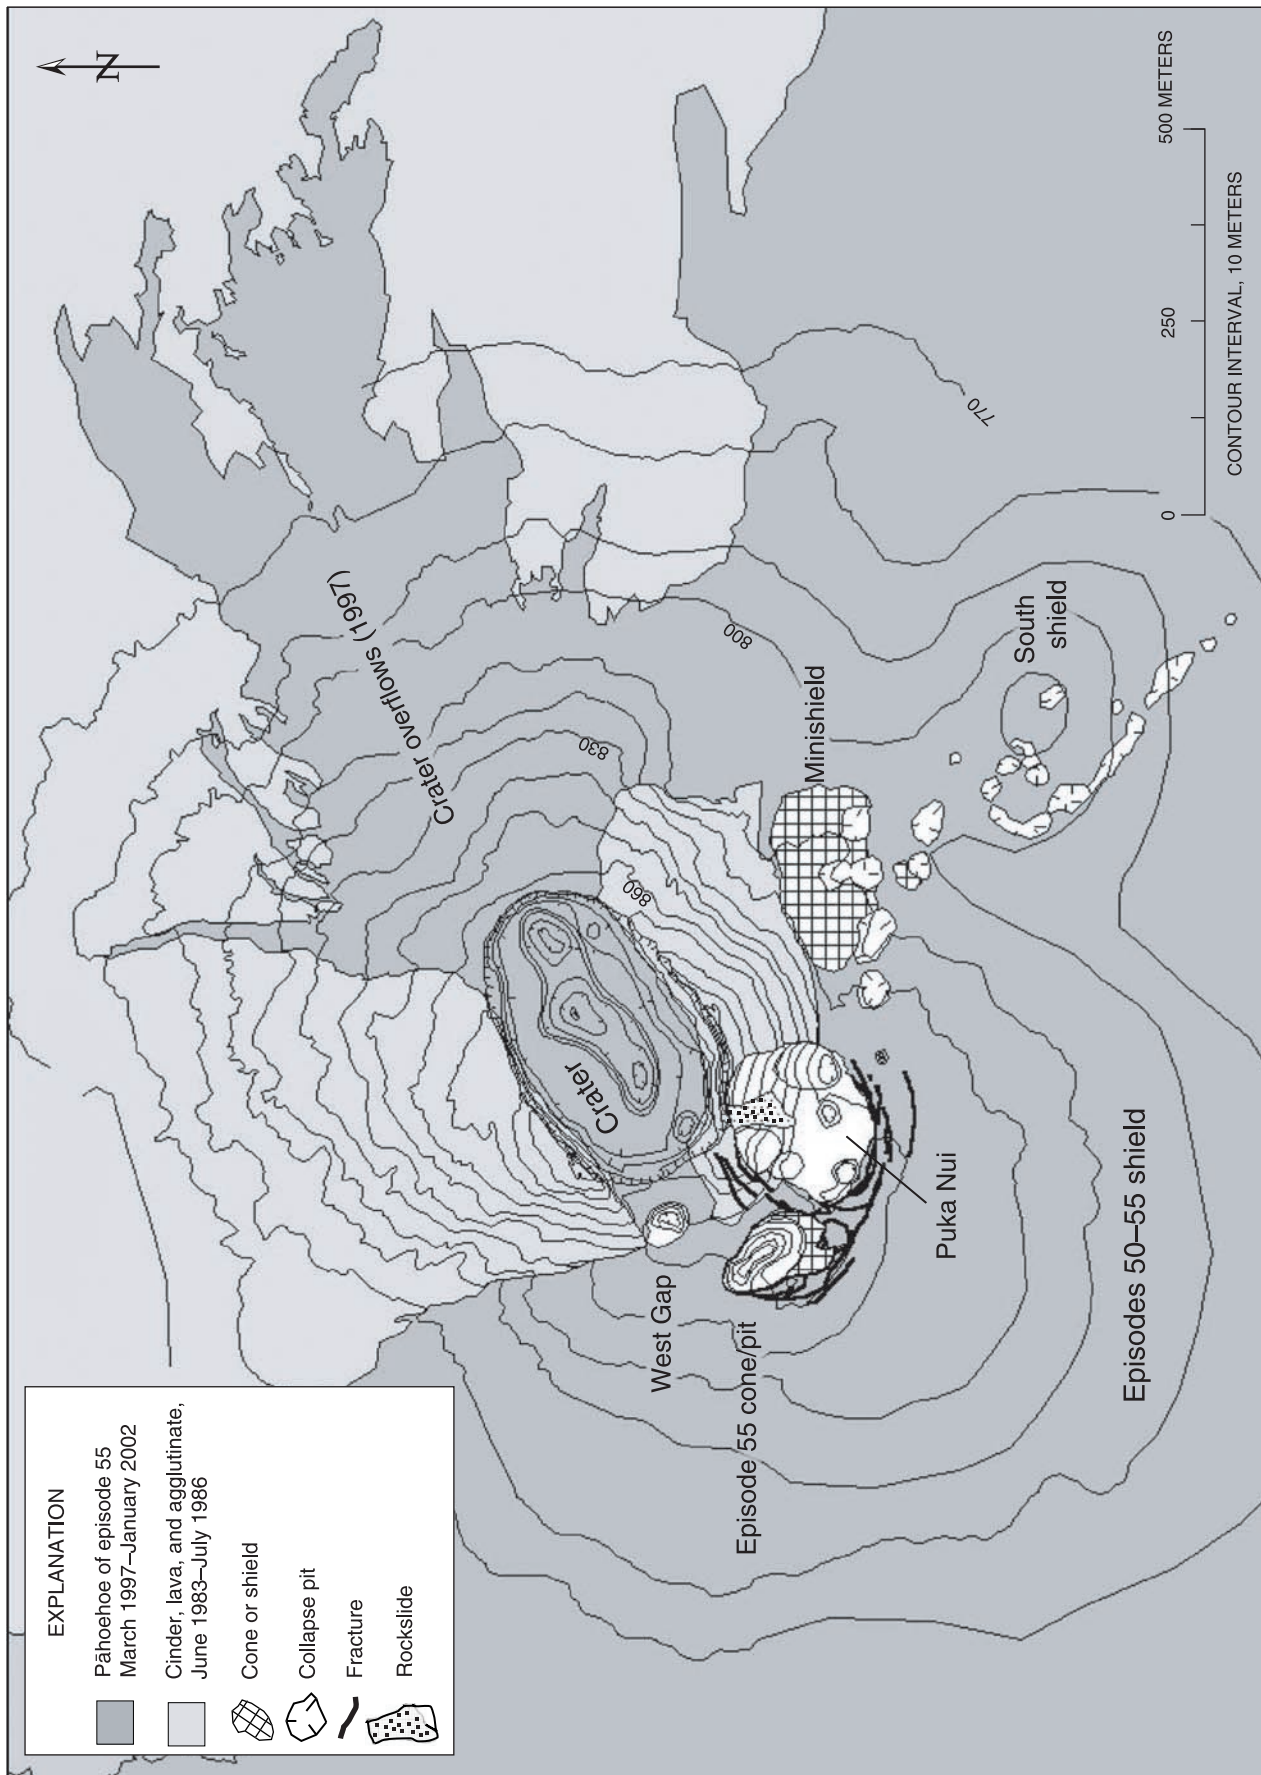 EXPLANATION
Pāhoehoe of episode 55
March 1997–January 2002
Cinder, lava, and agglutinate,
June 1983–July 1986
Cone or shield
Collapse pit
Fracture
Rockslide
N
Crater overflows (1997)
830
860
Crater
800
770
West Gap
Episode 55 cone/pit
Minishield
Puka Nui
South
shield
Episodes 50–55 shield
0
250
500 METERS
CONTOUR INTERVAL, 10 METERS